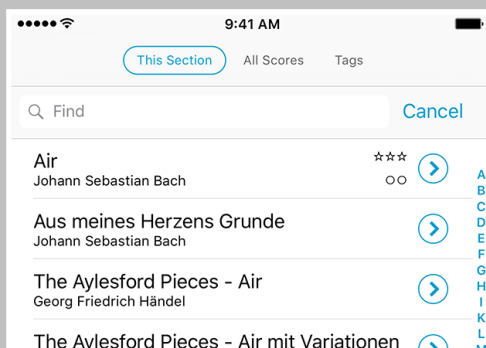 9:41 AM
This Section All Scores Tags
Find Cancel
Air
Johann Sebastian Bach
Aus meines Herzens Grunde
Johann Sebastian Bach
The Aylesford Pieces - Air
Georg Friedrich Händel
The Aylesford Pieces - Air mit Variationen
A
B
C
D
E
F
G
H
I
K
L